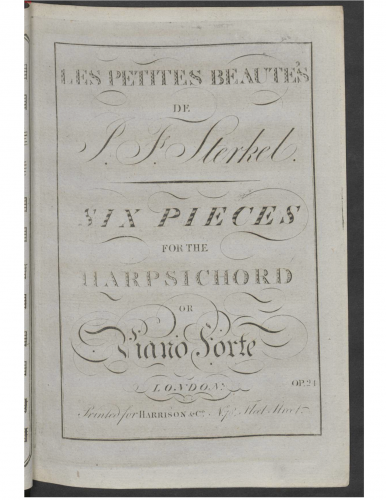 LES PETITES BEAUTÉS
DE
J. F. Sterkel.
SIX PIECES
FOR THE
HARPSICHORD
OR
Piano Forte
LONDON:
OP. 24
Printed for HARRISON & Co. No. Fleet Street